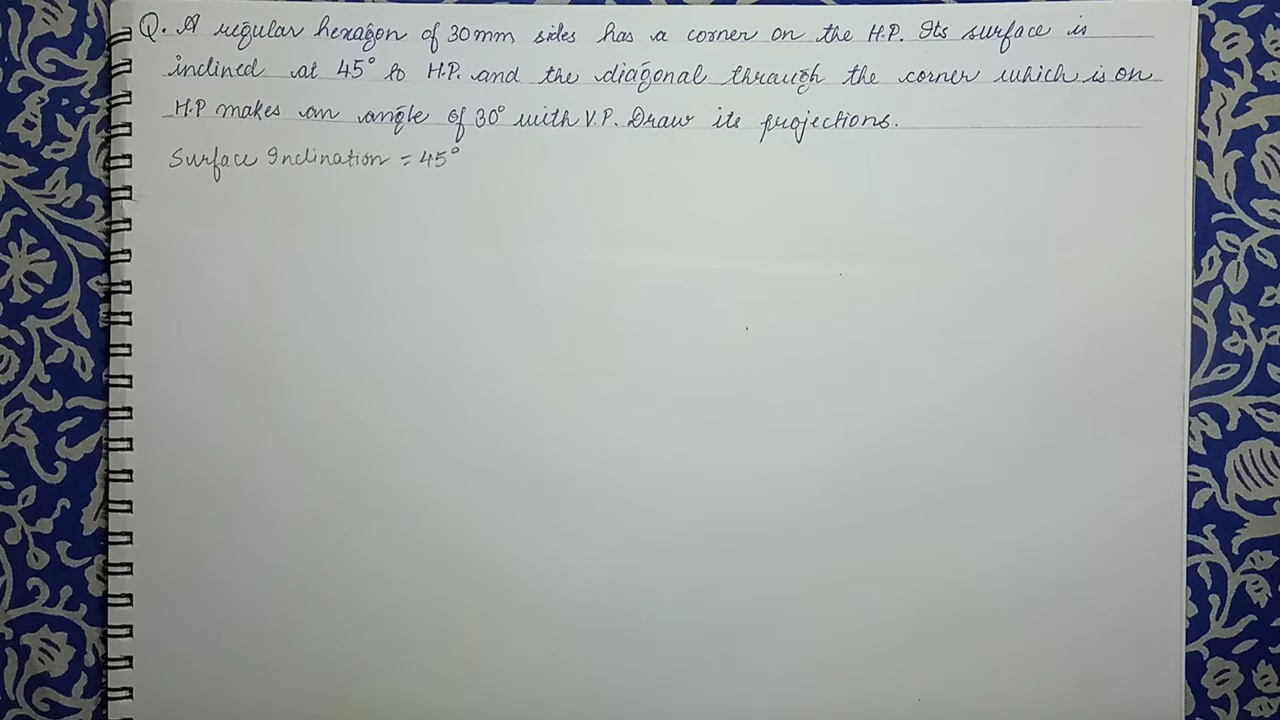 Q. A regular hexagon of 30mm sides has a corner on the H.P. Its surface is
inclined at 45° to H.P. and the diagonal through the corner which is on
H.P makes an angle of 30° with V.P. Draw its projections.
Surface Inclination = 45°